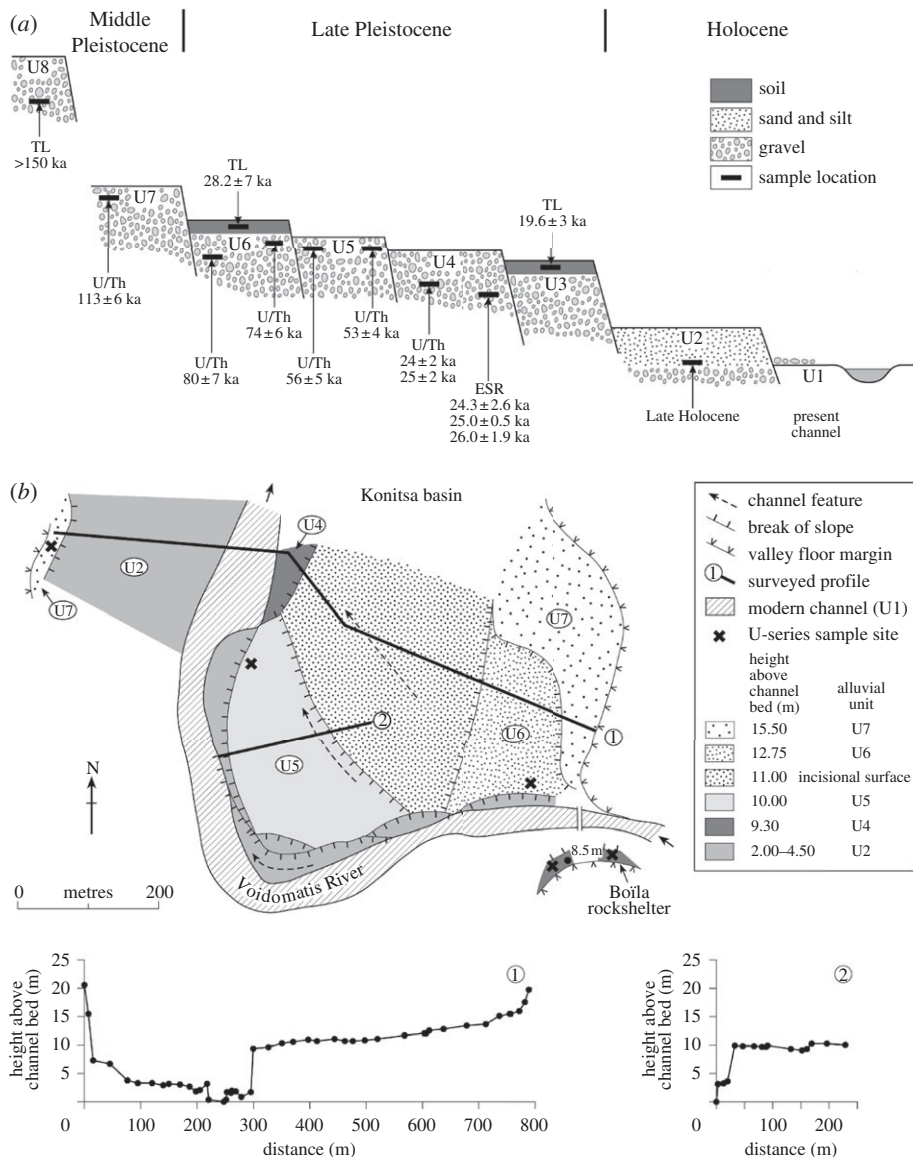 (a)
Middle
Pleistocene
Late Pleistocene
Holocene
U8
TL
>150 ka
soil
sand and silt
gravel
sample location
TL
28.2±7 ka
TL
19.6±3 ka
U7
U6
U5
U4
U3
U2
U1
U/Th
113±6 ka
U/Th
80±7 ka
U/Th
74±6 ka
U/Th
56±5 ka
U/Th
53±4 ka
U/Th
24±2 ka
25±2 ka
ESR
24.3±2.6 ka
25.0±0.5 ka
26.0±1.9 ka
Late Holocene
present
channel
(b)
Konitsa basin
U4
U2
U7
U7
U6
U5
2
1
N
0 metres 200
Voidomatis River
8.5 m
Boïla
rockshelter
channel feature
break of slope
valley floor margin
1 surveyed profile
modern channel (U1)
U-series sample site
height
above
channel
bed (m)
alluvial
unit
15.50 U7
12.75 U6
11.00 incisional surface
10.00 U5
9.30 U4
2.00–4.50 U2
height above
channel bed (m)
25
20
15
10
5
0
1
100 200 300 400 500 600 700 800
distance (m)
height above
channel bed (m)
25
20
15
10
5
0
2
100 200
distance (m)